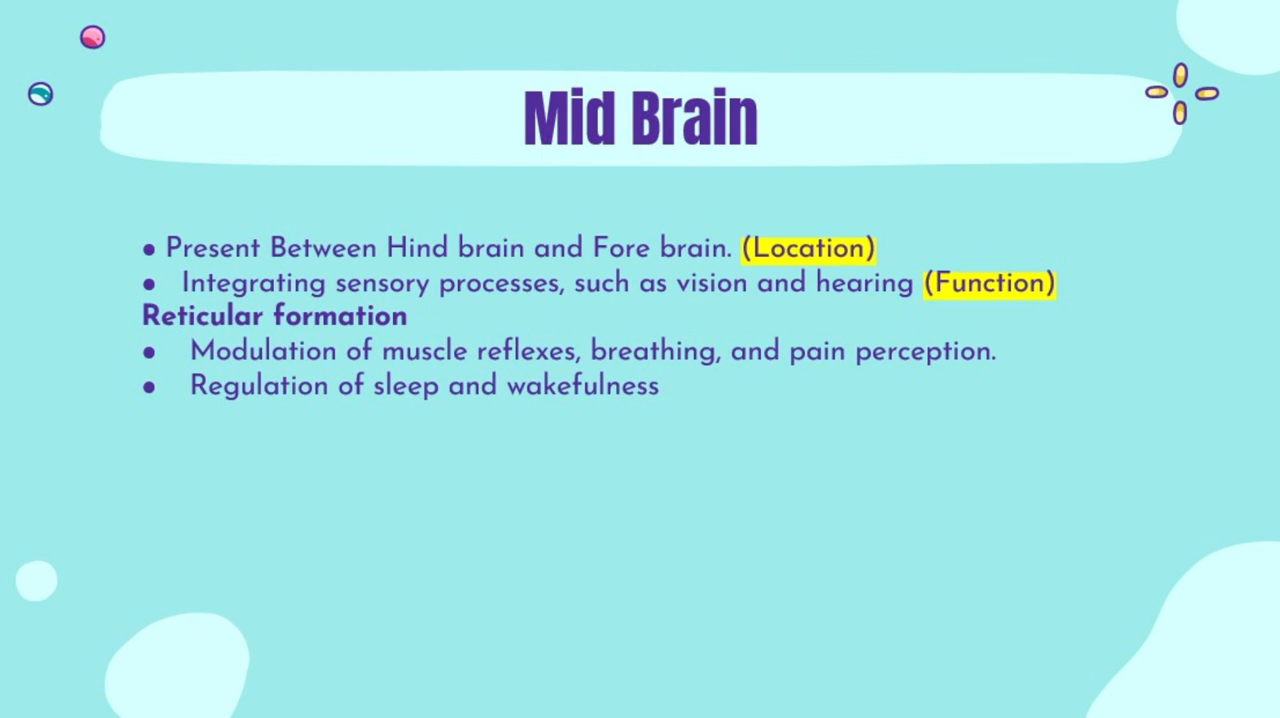 Mid Brain
● Present Between Hind brain and Fore brain. (Location)
● Integrating sensory processes, such as vision and hearing (Function)
Reticular formation
● Modulation of muscle reflexes, breathing, and pain perception.
● Regulation of sleep and wakefulness